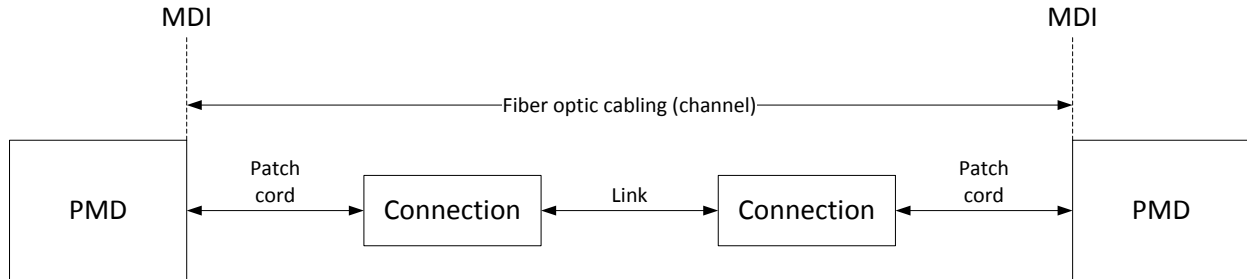 MDI
MDI
Fiber optic cabling (channel)
Patch
cord
Patch
cord
PMD
Connection
Link
Connection
PMD